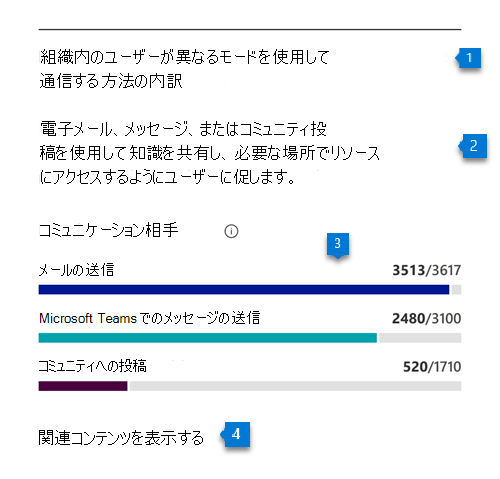 組織内のユーザーが異なるモードを使用して
1
通信する方法の内訳
電子メール、メッセージ、またはコミュニティ投
稿を使用して知識を共有し、必要な場所でリソース
2
にアクセスするようにユーザーに促します。
コミュニケーション相手
3
メールの送信 3513/3617
Microsoft Teamsでのメッセージの送信 2480/3100
コミュニティへの投稿 520/1710
関連コンテンツを表示する 4